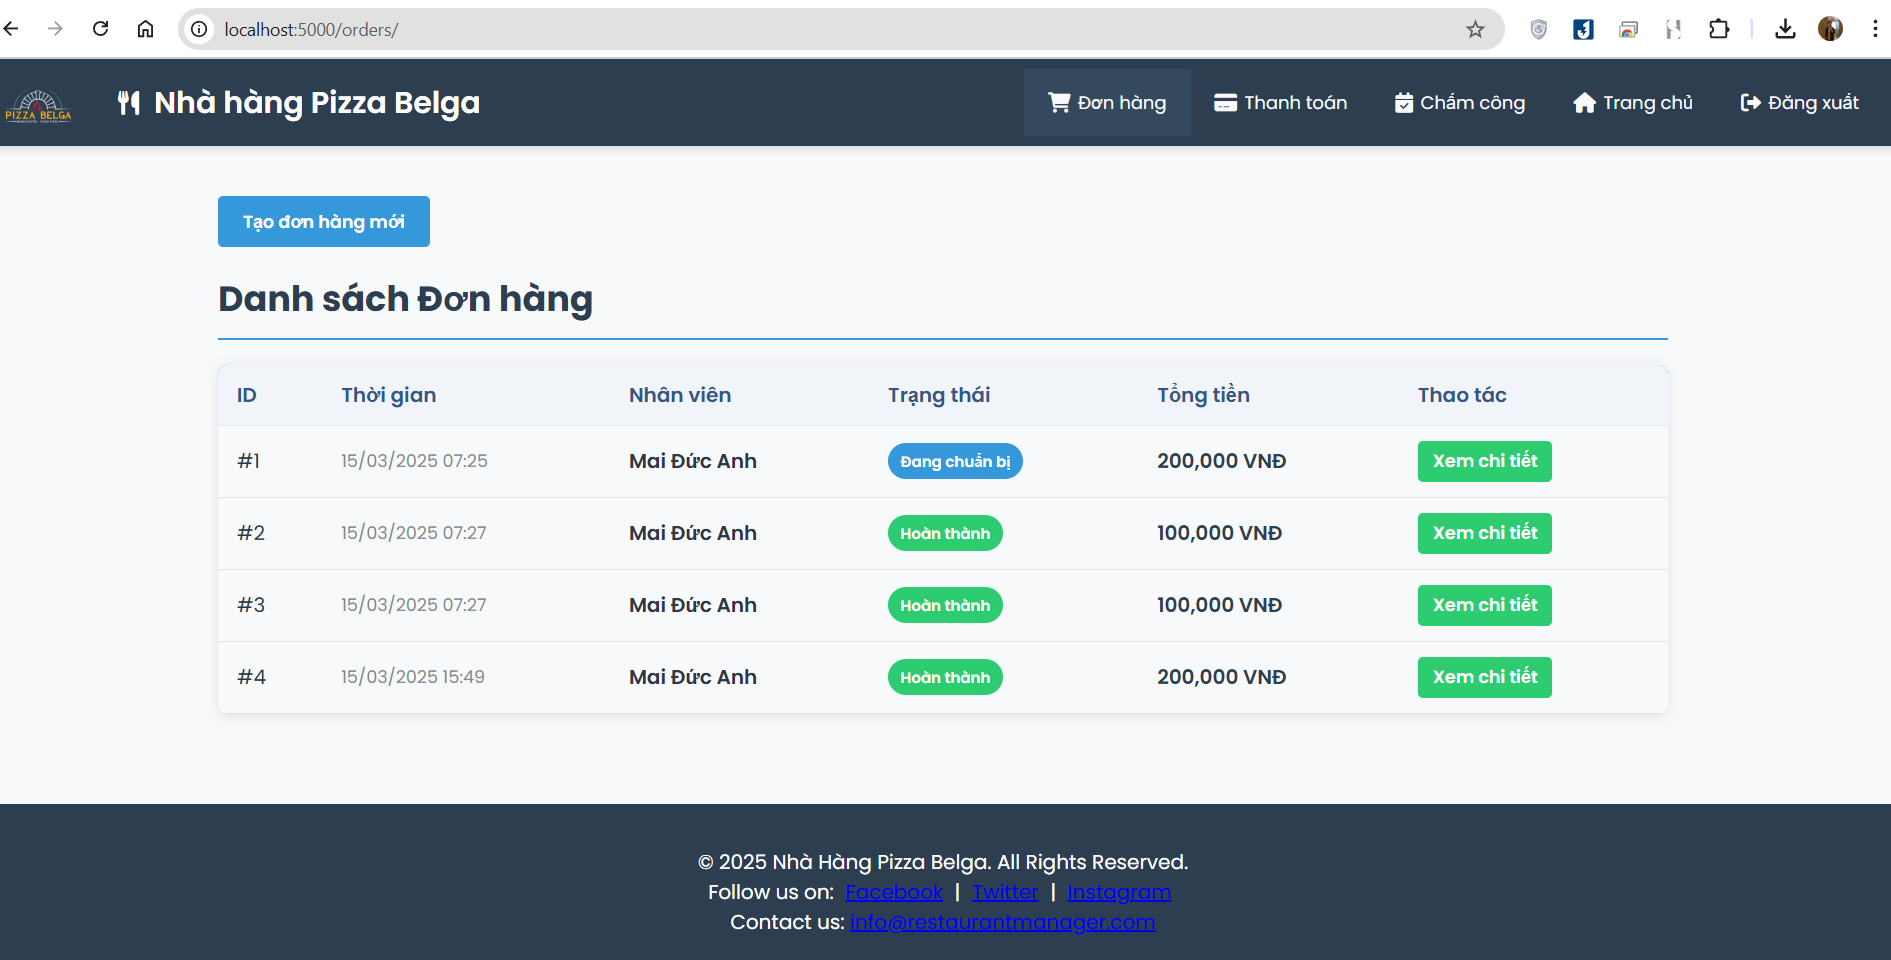 localhost:5000/orders/
PIZZA BELGA
Nhà hàng Pizza Belga
Đơn hàng
Thanh toán
Chấm công
Trang chủ
Đăng xuất
Tạo đơn hàng mới
Danh sách Đơn hàng
ID Thời gian Nhân viên Trạng thái Tổng tiền Thao tác
#1 15/03/2025 07:25 Mai Đức Anh Đang chuẩn bị 200,000 VNĐ Xem chi tiết
#2 15/03/2025 07:27 Mai Đức Anh Hoàn thành 100,000 VNĐ Xem chi tiết
#3 15/03/2025 07:27 Mai Đức Anh Hoàn thành 100,000 VNĐ Xem chi tiết
#4 15/03/2025 15:49 Mai Đức Anh Hoàn thành 200,000 VNĐ Xem chi tiết
© 2025 Nhà Hàng Pizza Belga. All Rights Reserved.
Follow us on: Facebook | Twitter | Instagram
Contact us: info@restaurantmanager.com